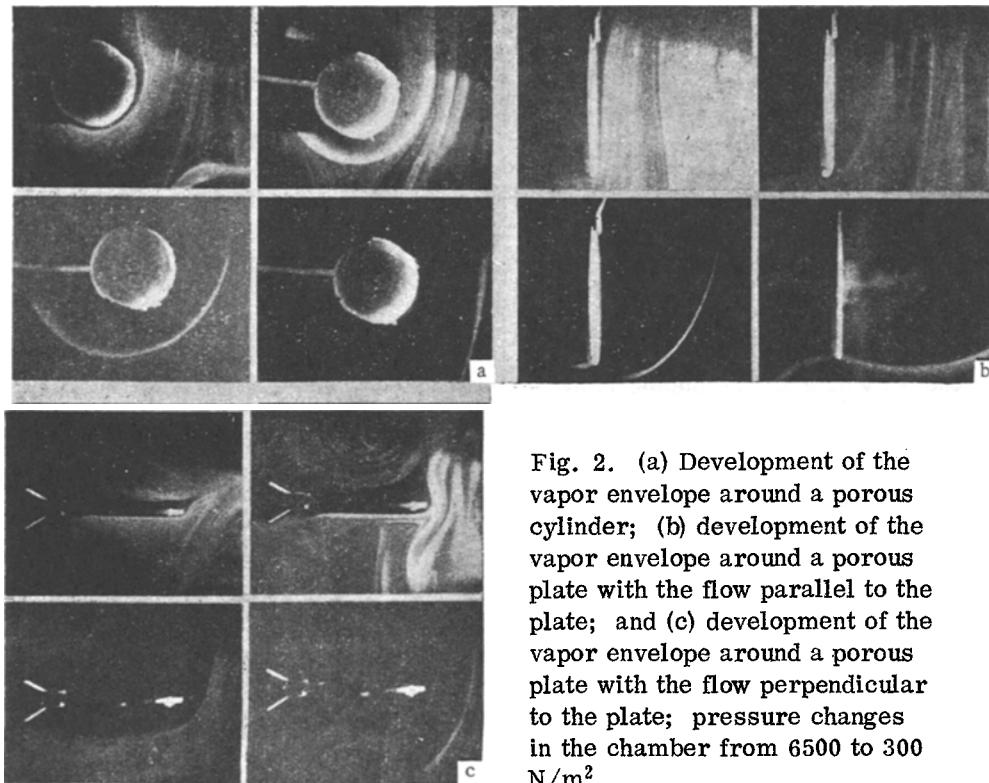 a
b
c
Fig. 2. (a) Development of the
vapor envelope around a porous
cylinder; (b) development of the
vapor envelope around a porous
plate with the flow parallel to the
plate; and (c) development of the
vapor envelope around a porous
plate with the flow perpendicular
to the plate; pressure changes
in the chamber from 6500 to 300
N/m²